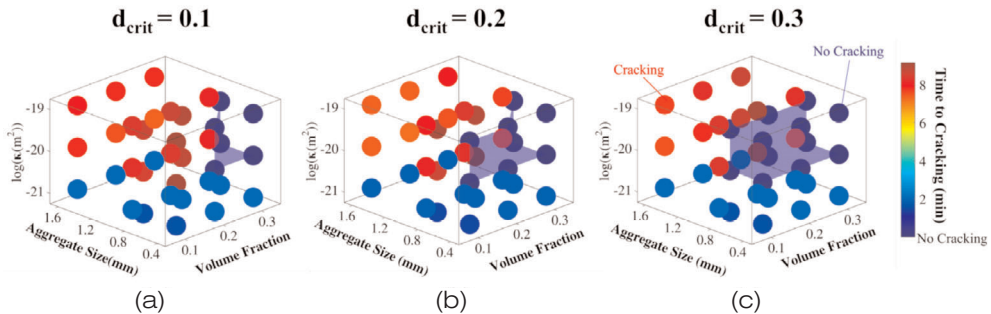 d_crit = 0.1
d_crit = 0.2
d_crit = 0.3
Cracking
No Cracking
-19
-20
-21
log(κ(m²))
1.6
1.2
0.8
0.4
Aggregate Size(mm)
0.1
0.2
0.3
Volume Fraction
-19
-20
-21
log(κ(m²))
1.6
1.2
0.8
0.4
Aggregate Size (mm)
0.1
0.2
0.3
Volume Fraction
-19
-20
-21
log(κ(m²))
1.6
1.2
0.8
0.4
Aggregate Size (mm)
0.1
0.2
0.3
Volume Fraction
8
6
4
2
No Cracking
Time to Cracking (min)
(a)
(b)
(c)